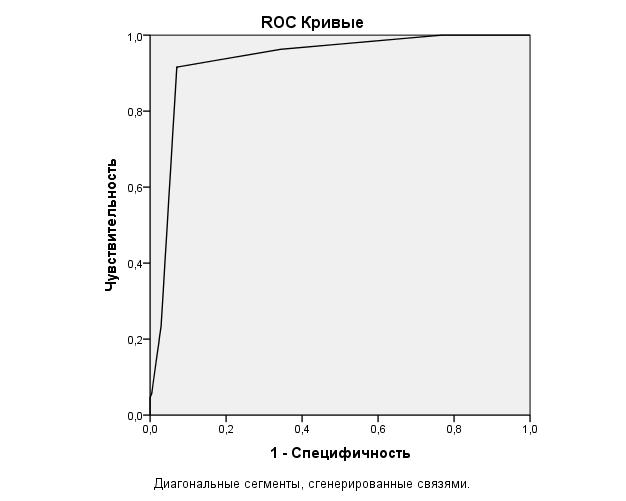 ROC Кривые
1,0
0,8
0,6
0,4
0,2
0,0
Чувствительность
0,0 0,2 0,4 0,6 0,8 1,0
1 - Специфичность
Диагональные сегменты, сгенерированные связями.